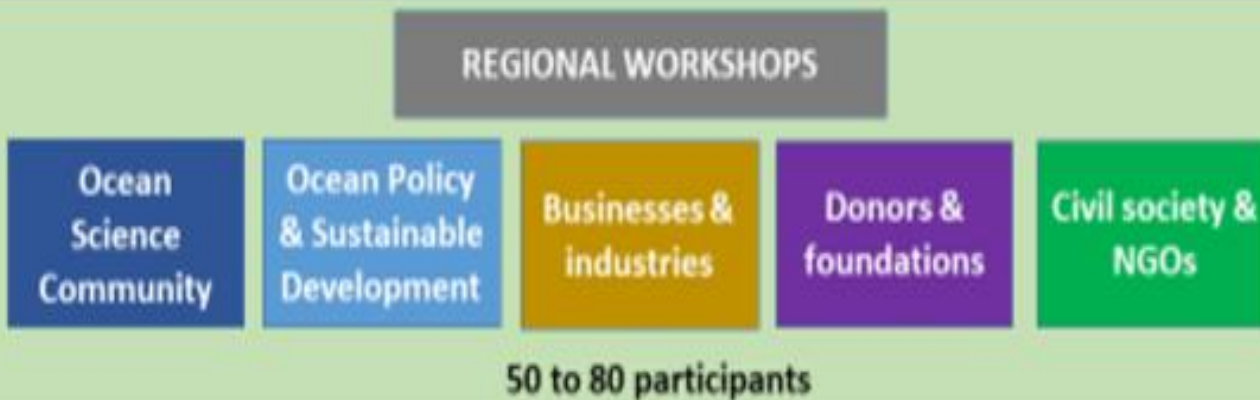 REGIONAL WORKSHOPS
Ocean
Science
Community
Ocean Policy
& Sustainable
Development
Businesses &
industries
Donors &
foundations
Civil society &
NGOs
50 to 80 participants